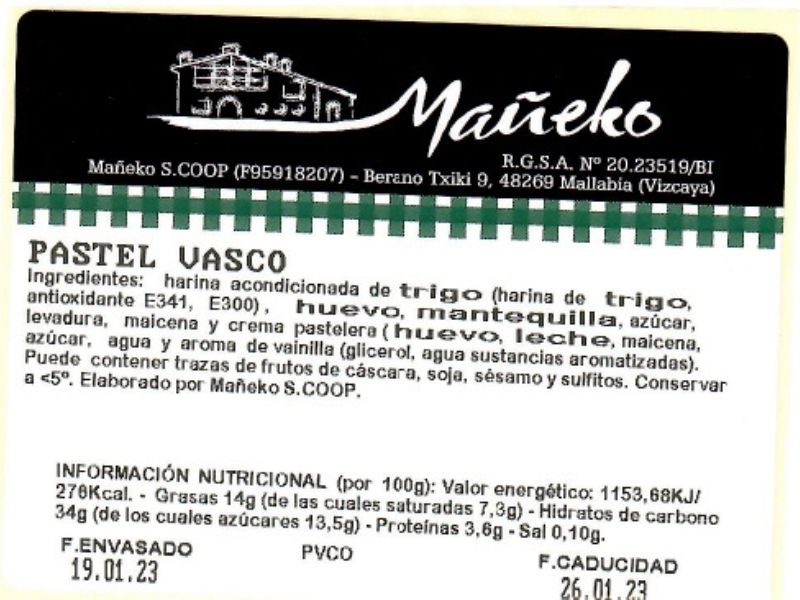 Mañeko
R.G.S.A. Nº 20.23519/BI
Mañeko S.COOP (F95918207) – Berano Txiki 9, 48269 Mallabia (Vizcaya)
PASTEL VASCO
Ingredientes: harina acondicionada de trigo (harina de trigo,
antioxidante E341, E300), huevo, mantequilla, azúcar,
levadura, maicena y crema pastelera (huevo, leche, maicena,
azúcar, agua y aroma de vainilla (glicerol, agua sustancias aromatizadas).
Puede contener trazas de frutos de cáscara, soja, sésamo y sulfitos. Conservar
a <5º. Elaborado por Mañeko S.COOP.
INFORMACIÓN NUTRICIONAL (por 100g): Valor energético: 1153,68KJ/
276Kcal. - Grasas 14g (de las cuales saturadas 7,3g) - Hidratos de carbono
34g (de los cuales azúcares 13,5g) - Proteínas 3,6g - Sal 0,10g.
F.ENVASADO PVCO F.CADUCIDAD
19.01.23 26.01.23